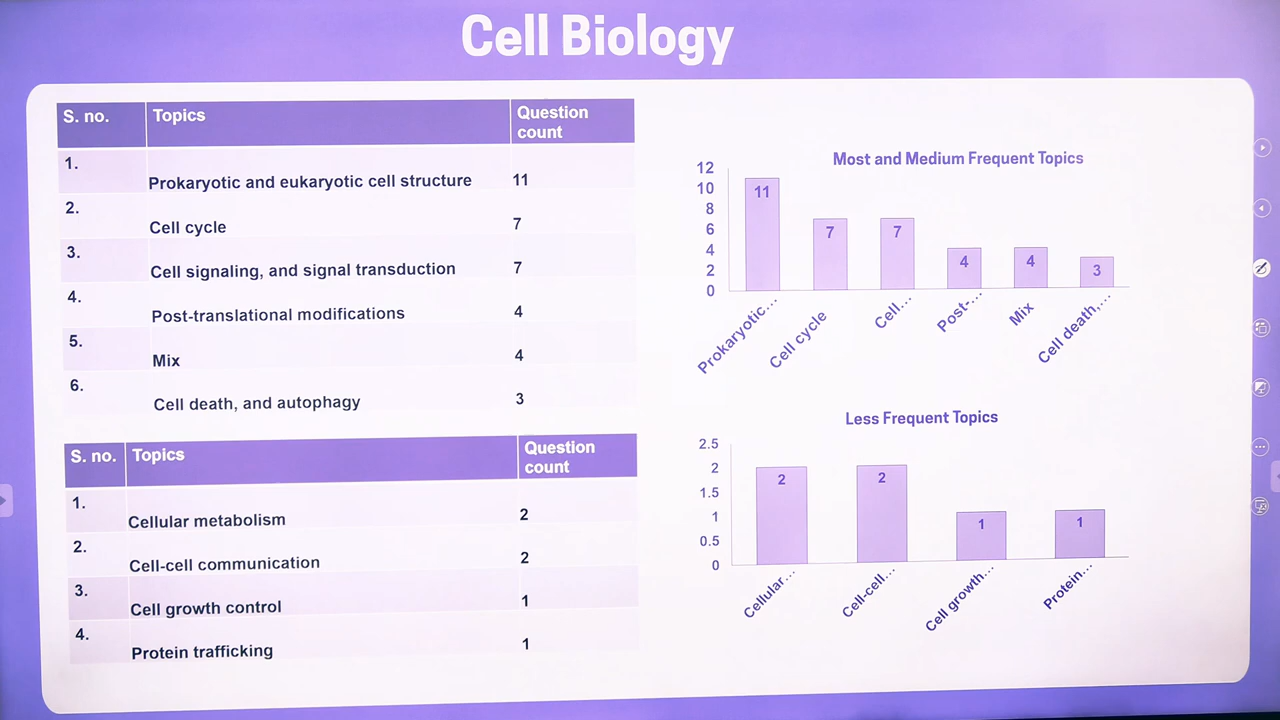 Cell Biology
S. no. Topics Question count
1. Prokaryotic and eukaryotic cell structure 11
2. Cell cycle 7
3. Cell signaling, and signal transduction 7
4. Post-translational modifications 4
5. Mix 4
6. Cell death, and autophagy 3
S. no. Topics Question count
1. Cellular metabolism 2
2. Cell-cell communication 2
3. Cell growth control 1
4. Protein trafficking 1
Most and Medium Frequent Topics
12
10
8
6
4
2
0
11 7 7 4 4 3
Prokaryotic... Cell cycle Cell... Post-... Mix Cell death,...
Less Frequent Topics
2.5
2
1.5
1
0.5
0
2 2 1 1
Cellular... Cell-cell... Cell growth... Protein...